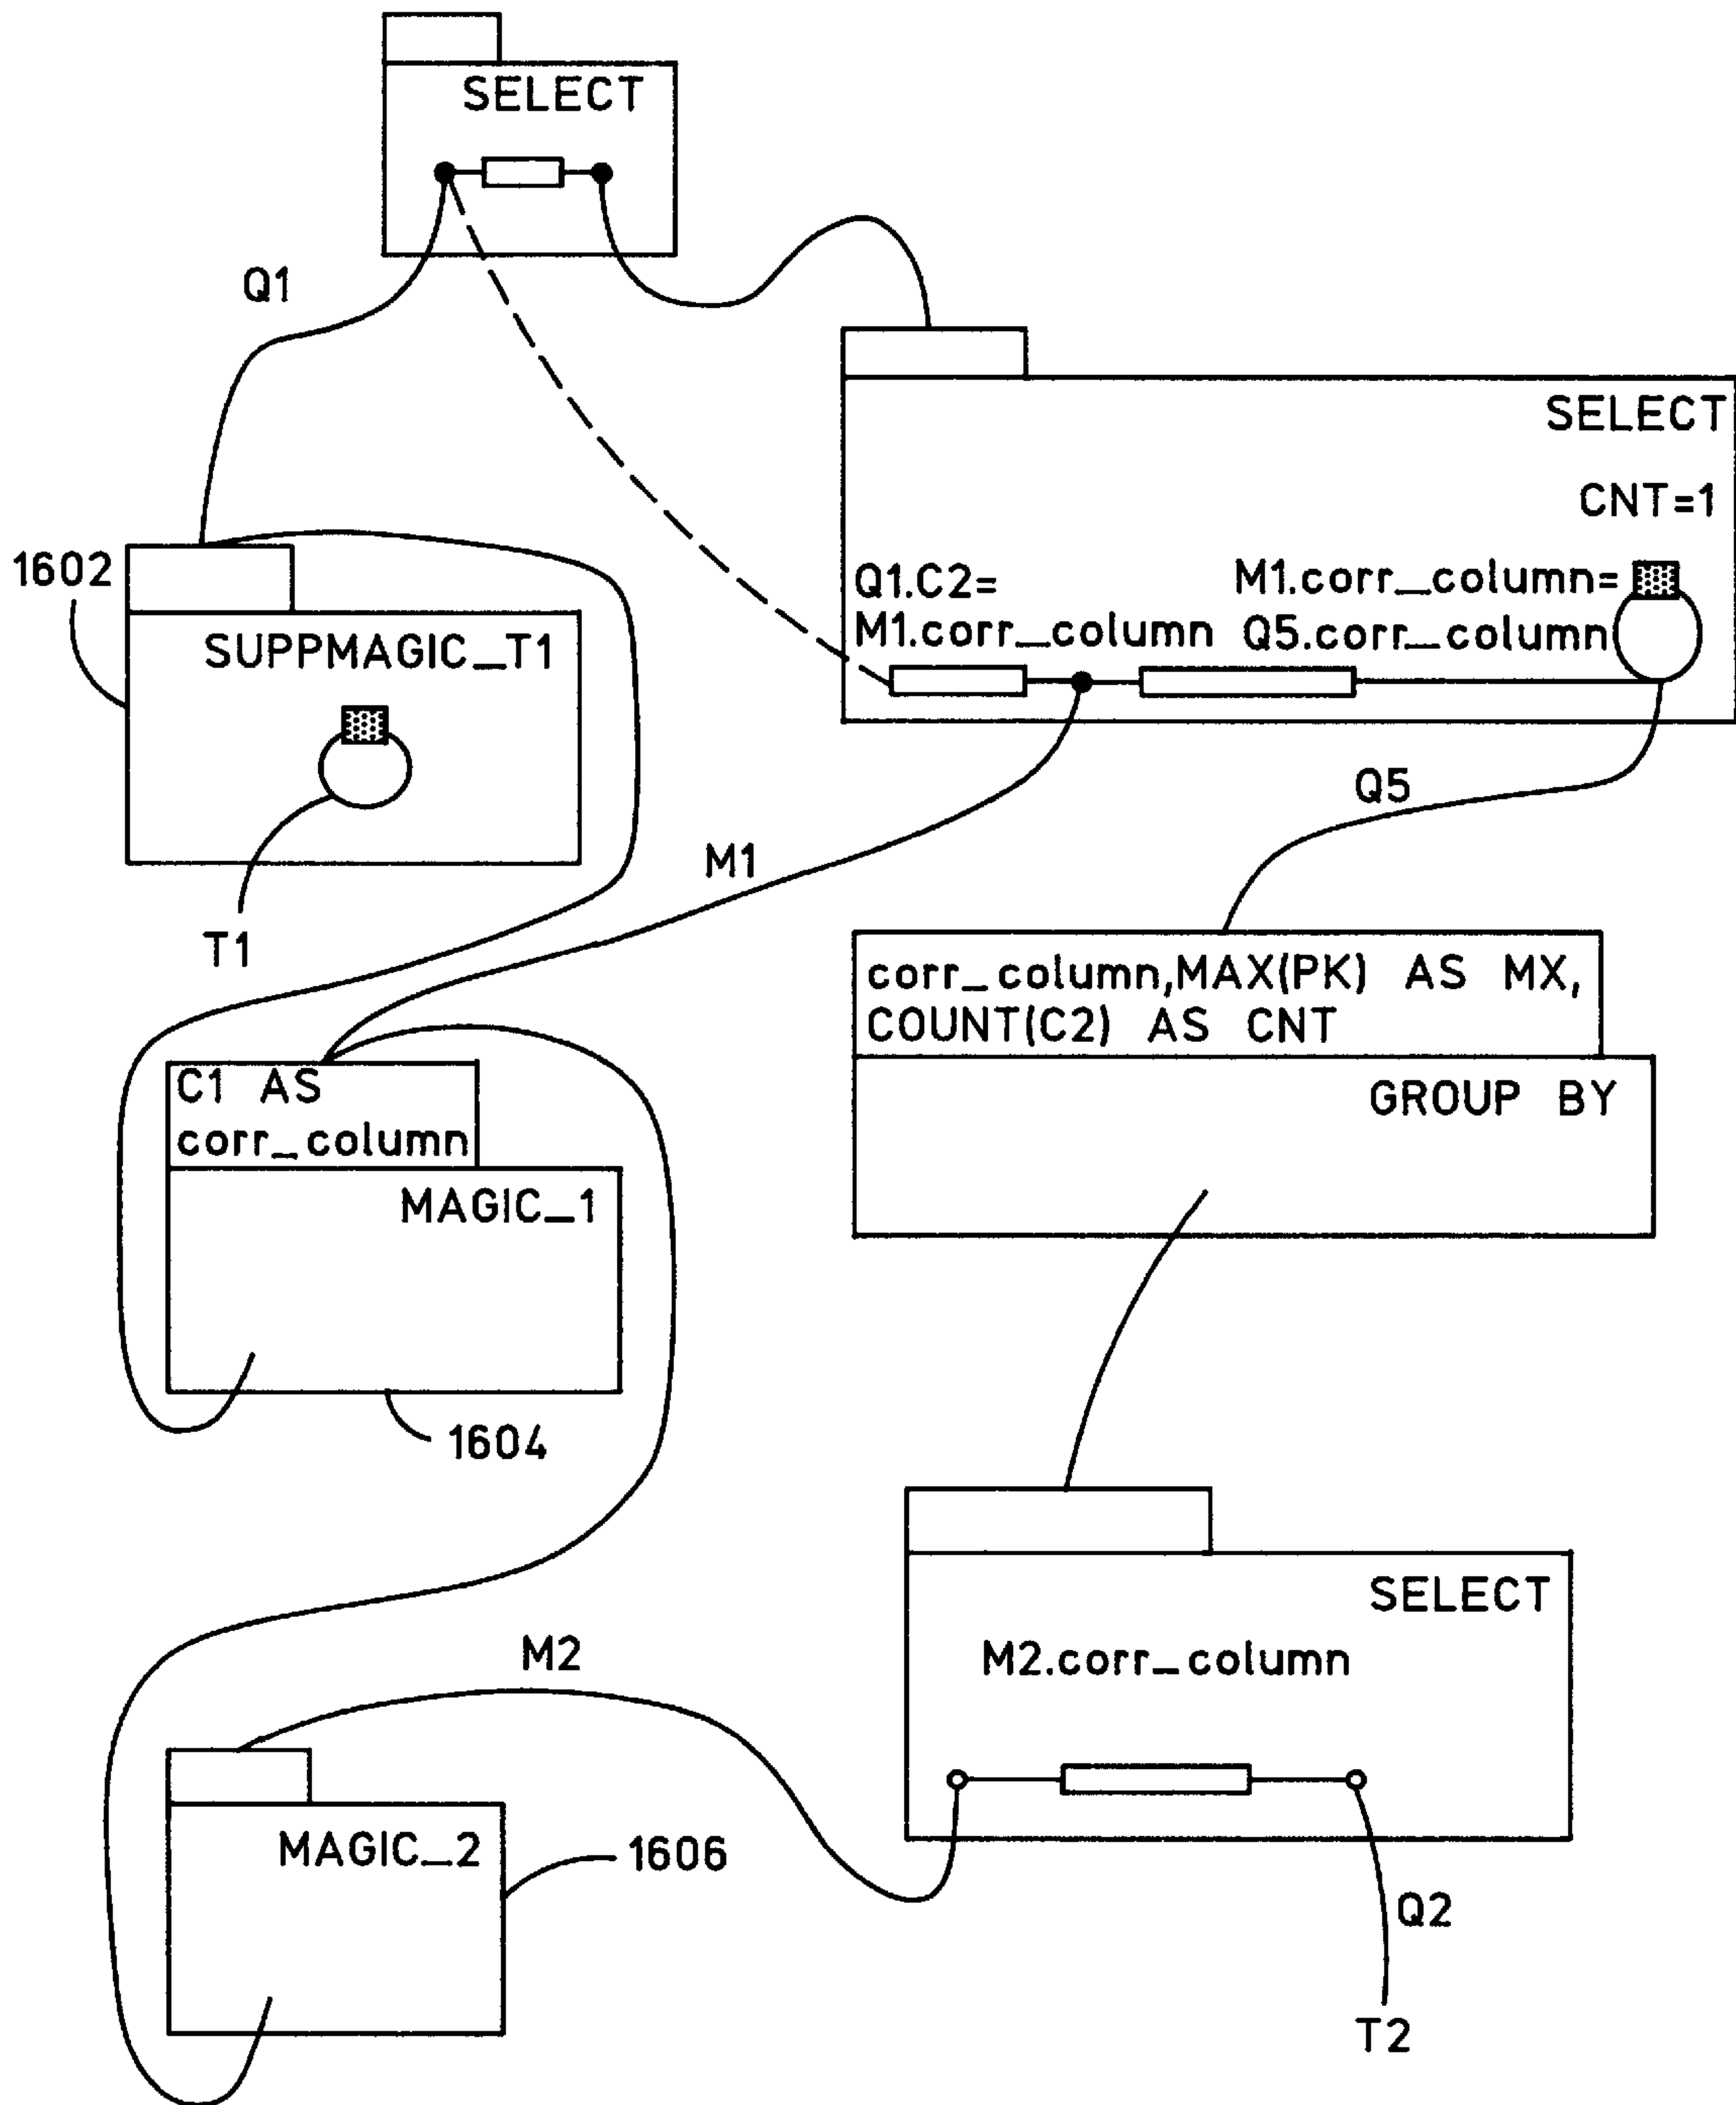 SELECT
Q1
SELECT
CNT=1
1602
Q1.C2=
M1.corr_column
M1.corr_column=
Q5.corr_column
SUPPMAGIC_T1
T1
M1
Q5
corr_column,MAX(PK) AS MX,
COUNT(C2) AS CNT
GROUP BY
C1 AS
corr_column
MAGIC_1
1604
SELECT
M2.corr_column
M2
MAGIC_2
1606
Q2
T2